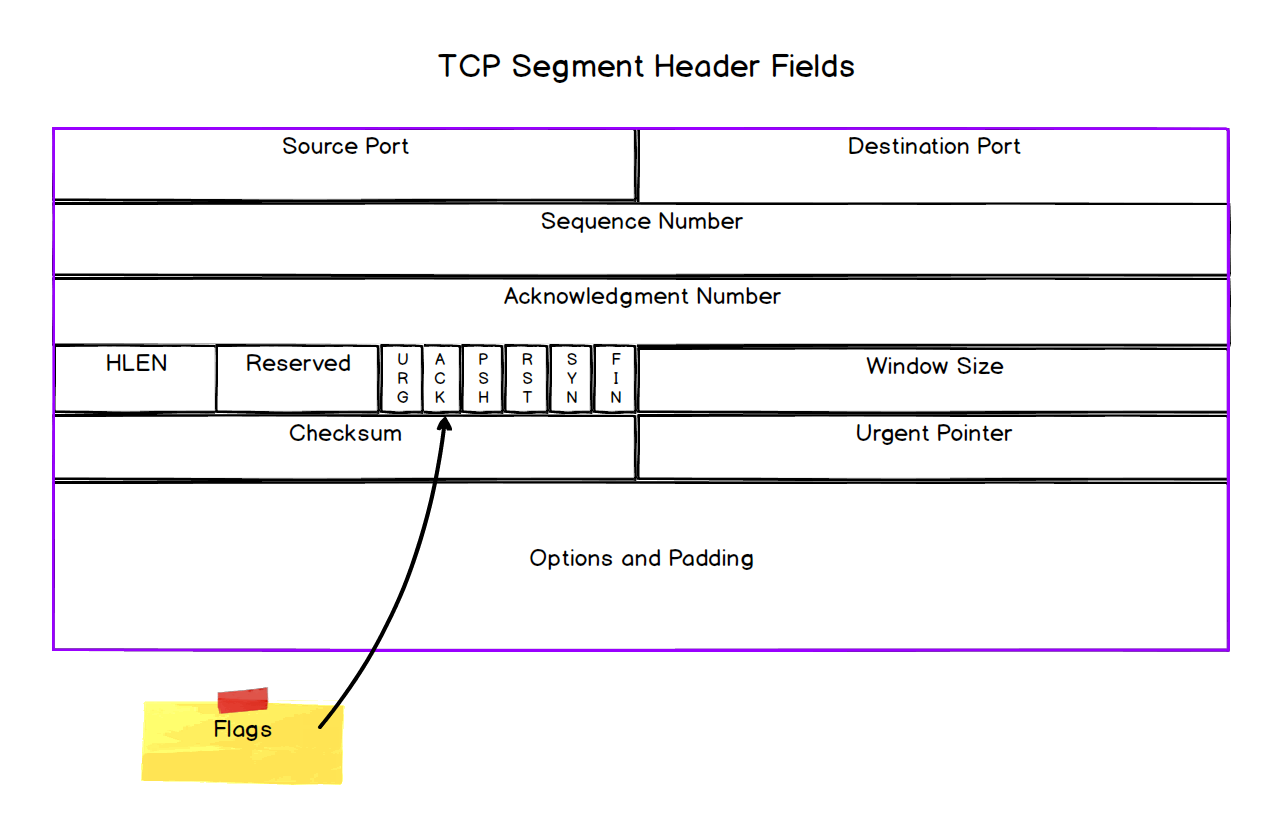 TCP Segment Header Fields
Source Port
Destination Port
Sequence Number
Acknowledgment Number
HLEN
Reserved
URG
ACK
PSH
RST
SYN
FIN
Window Size
Checksum
Urgent Pointer
Options and Padding
Flags